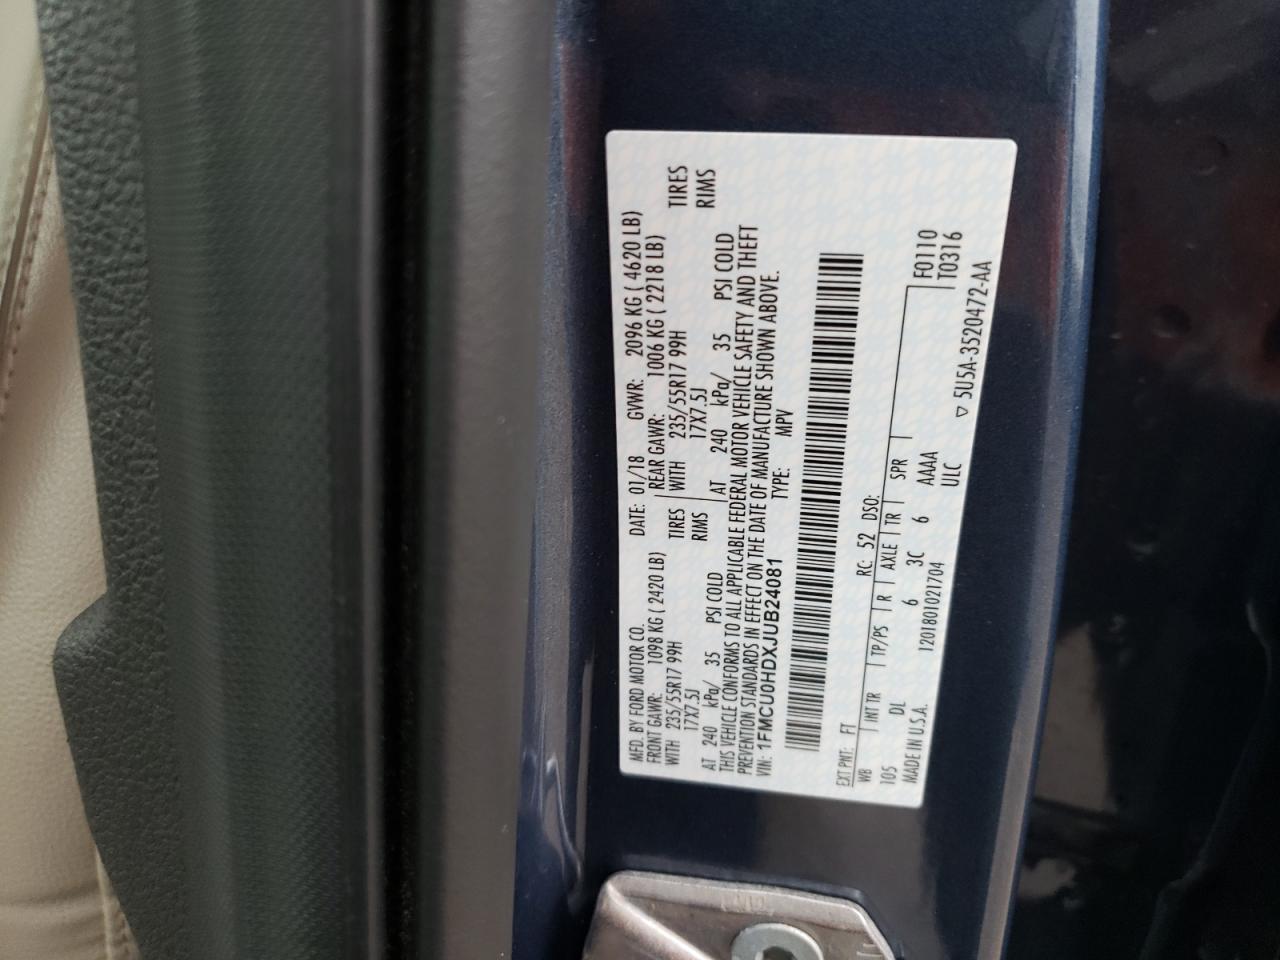 MFD. BY FORD MOTOR CO. DATE: 01/18 GVWR: 2096 KG ( 4620 LB)
FRONT GAWR: 1098 KG ( 2420 LB) REAR GAWR: 1006 KG ( 2218 LB)
WITH 235/55R17 99H TIRES WITH 235/55R17 99H TIRES
17X7.5J RIMS 17X7.5J RIMS
AT 240 kPa/ 35 PSI COLD AT 240 kPa/ 35 PSI COLD
THIS VEHICLE CONFORMS TO ALL APPLICABLE FEDERAL MOTOR VEHICLE SAFETY AND THEFT
PREVENTION STANDARDS IN EFFECT ON THE DATE OF MANUFACTURE SHOWN ABOVE.
VIN: 1FMCU0HDXJUB24081 TYPE: MPV
EXT PNT: FT RC: 52 DSO:
WB INT TR TP/PS R AXLE TR SPR F0110
105 DL 6 3C 6 AAAA T0316
MADE IN U.S.A. 1201801021704 ULC
▽ 5U5A-3520472-AA